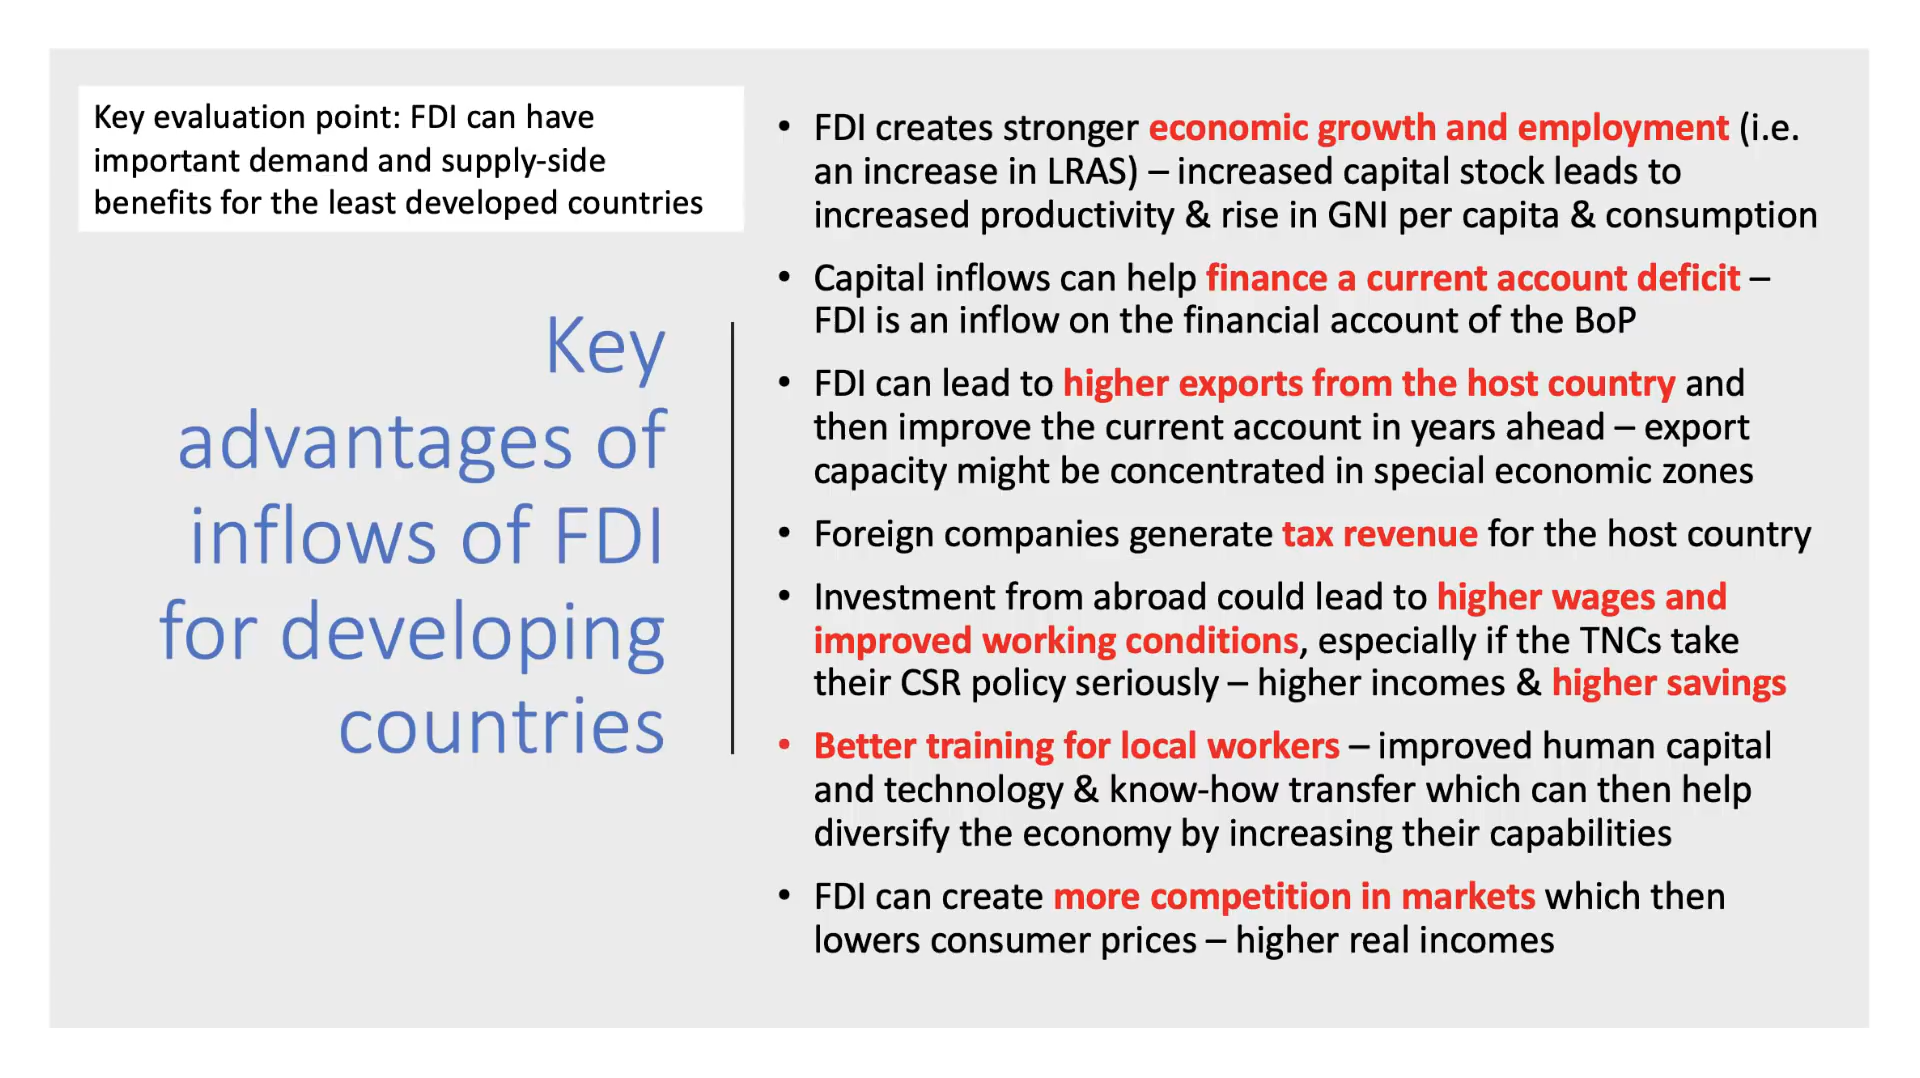 Key evaluation point: FDI can have
important demand and supply-side
benefits for the least developed countries
Key
advantages of
inflows of FDI
for developing
countries
• FDI creates stronger economic growth and employment (i.e.
an increase in LRAS) – increased capital stock leads to
increased productivity & rise in GNI per capita & consumption
• Capital inflows can help finance a current account deficit –
FDI is an inflow on the financial account of the BoP
• FDI can lead to higher exports from the host country and
then improve the current account in years ahead – export
capacity might be concentrated in special economic zones
• Foreign companies generate tax revenue for the host country
• Investment from abroad could lead to higher wages and
improved working conditions, especially if the TNCs take
their CSR policy seriously – higher incomes & higher savings
• Better training for local workers – improved human capital
and technology & know-how transfer which can then help
diversify the economy by increasing their capabilities
• FDI can create more competition in markets which then
lowers consumer prices – higher real incomes